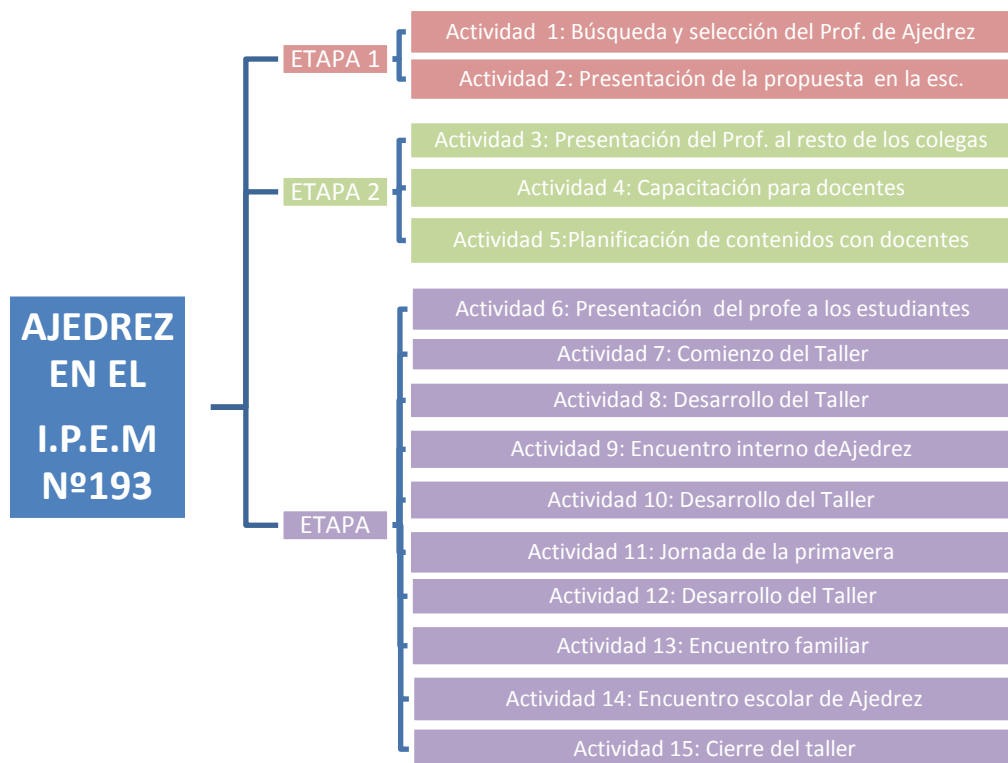 AJEDREZ
EN EL
I.P.E.M
Nº193
ETAPA 1
Actividad 1: Búsqueda y selección del Prof. de Ajedrez
Actividad 2: Presentación de la propuesta en la esc.
ETAPA 2
Actividad 3: Presentación del Prof. al resto de los colegas
Actividad 4: Capacitación para docentes
Actividad 5:Planificación de contenidos con docentes
ETAPA
Actividad 6: Presentación del profe a los estudiantes
Actividad 7: Comienzo del Taller
Actividad 8: Desarrollo del Taller
Actividad 9: Encuentro interno deAjedrez
Actividad 10: Desarrollo del Taller
Actividad 11: Jornada de la primavera
Actividad 12: Desarrollo del Taller
Actividad 13: Encuentro familiar
Actividad 14: Encuentro escolar de Ajedrez
Actividad 15: Cierre del taller